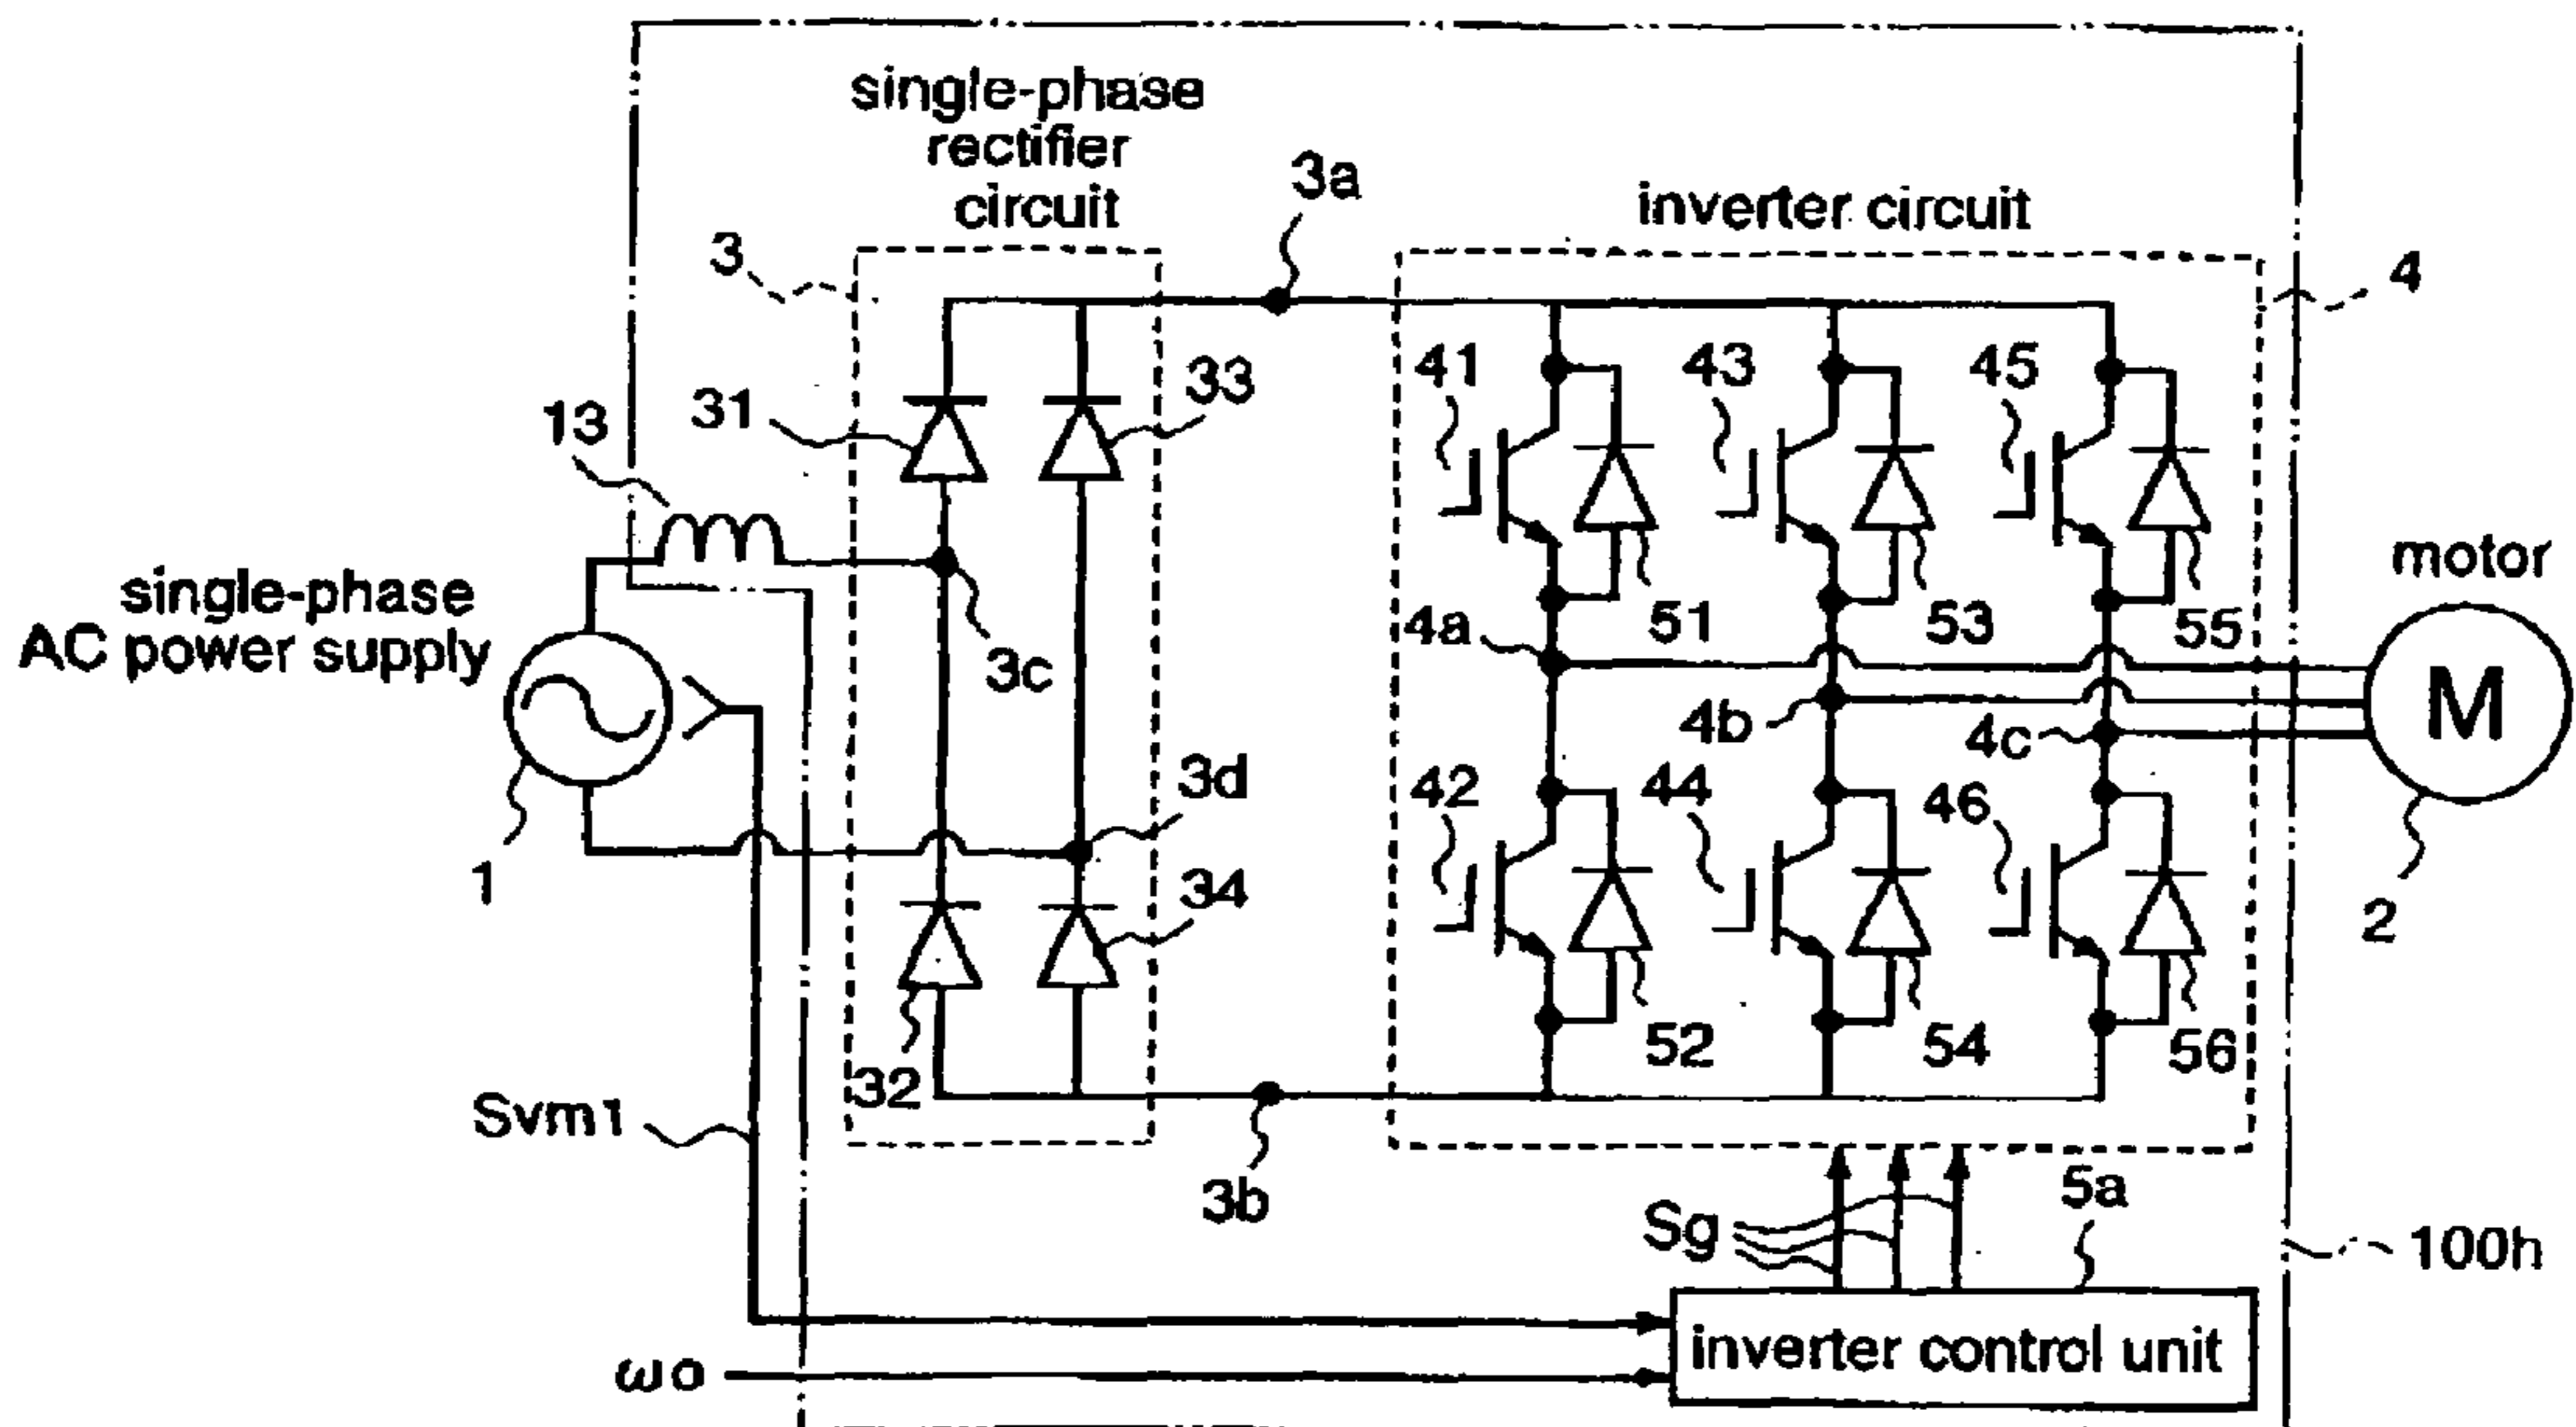 single-phase
rectifier
circuit
3a
inverter circuit
3
4
41
43
45
31
33
13
motor
single-phase
AC power supply
51
53
55
4a
3c
M
4b
4c
3d
42
44
46
1
34
2
52
54
56
32
Svm1
3b
5a
Sg
100h
inverter control unit
ωo